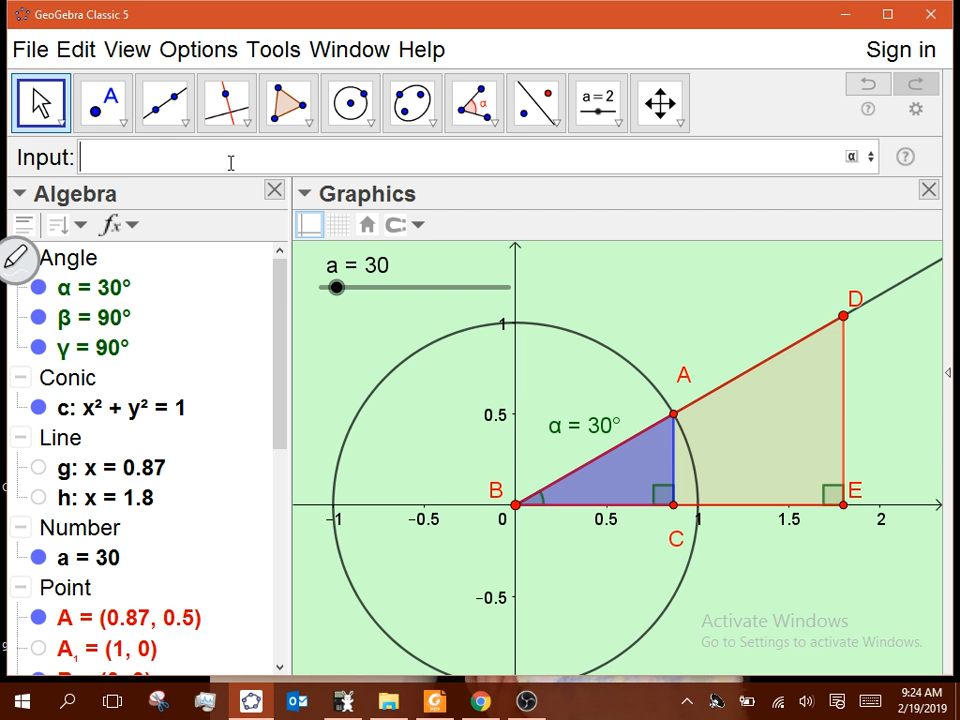 GeoGebra Classic 5
File Edit View Options Tools Window Help
Sign in
A
α
a=2
Input:
α
Algebra
Graphics
fx
Angle
α = 30°
β = 90°
γ = 90°
Conic
c: x² + y² = 1
Line
g: x = 0.87
h: x = 1.8
Number
a = 30
Point
A = (0.87, 0.5)
A₁ = (1, 0)
a = 30
1
D
A
0.5
α = 30°
B
E
−1
−0.5
0
0.5
1
1.5
2
C
−0.5
Activate Windows
Go to Settings to activate Windows.
9:24 AM
2/19/2019